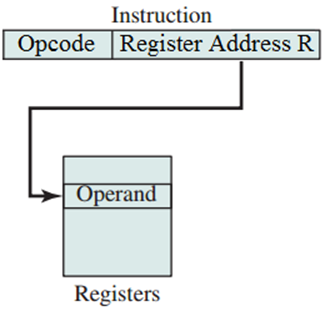 Instruction
Opcode Register Address R
Operand
Registers